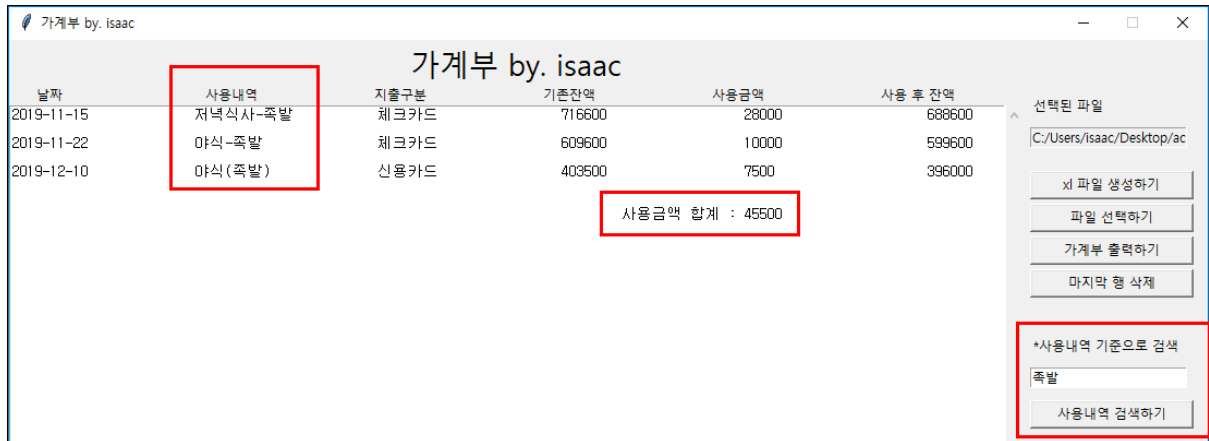 가계부 by. isaac
가계부 by. isaac
날짜 사용내역 지출구분 기존잔액 사용금액 사용 후 잔액
2019-11-15 저녁식사-족발 체크카드 716600 28000 688600
2019-11-22 야식-족발 체크카드 609600 10000 599600
2019-12-10 야식(족발) 신용카드 403500 7500 396000
사용금액 합계 : 45500
선택된 파일
C:/Users/isaac/Desktop/ac
xl 파일 생성하기
파일 선택하기
가계부 출력하기
마지막 행 삭제
*사용내역 기준으로 검색
족발
사용내역 검색하기